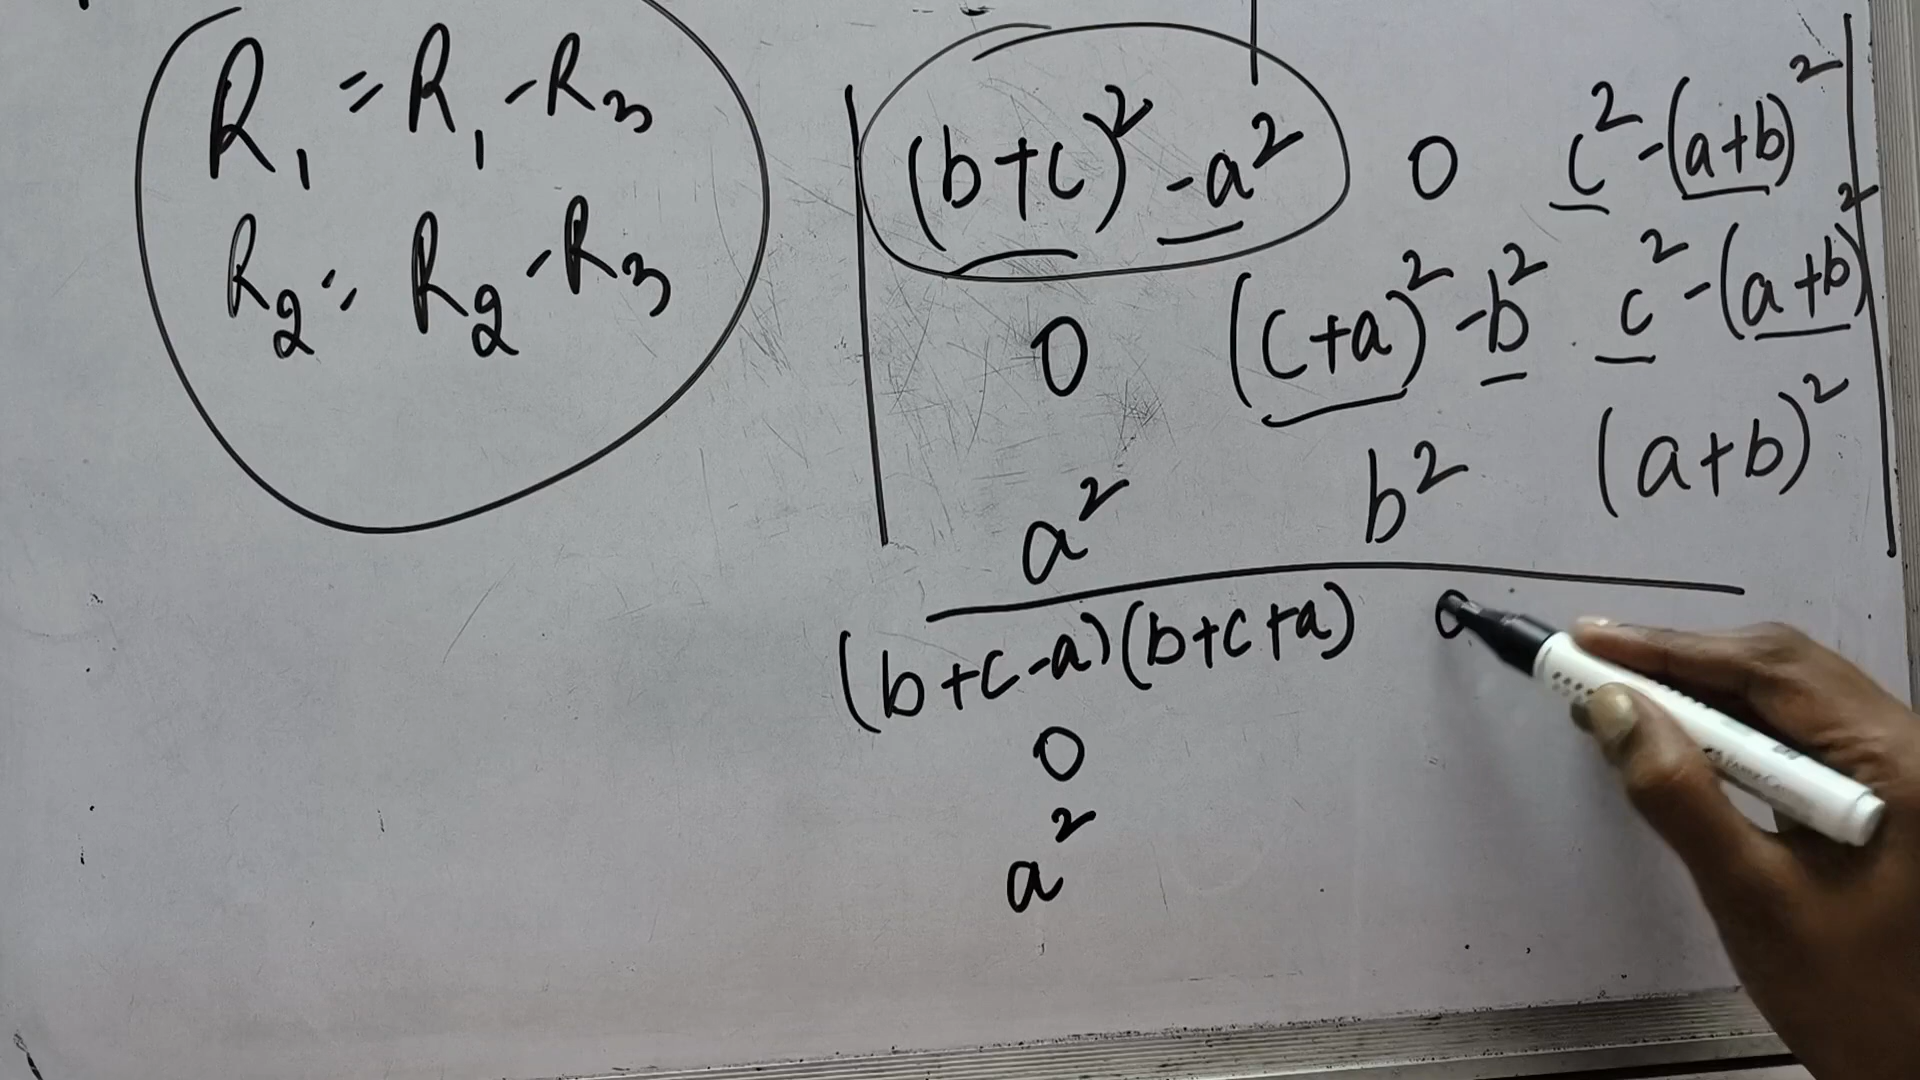 R₁ = R₁ - R₃
R₂ = R₂ - R₃
(b+c)² - a² 0 c² - (a+b)²
0 (c+a)² - b² c² - (a+b)²
a² b² (a+b)²
(b+c-a)(b+c+a) 0
0
a²